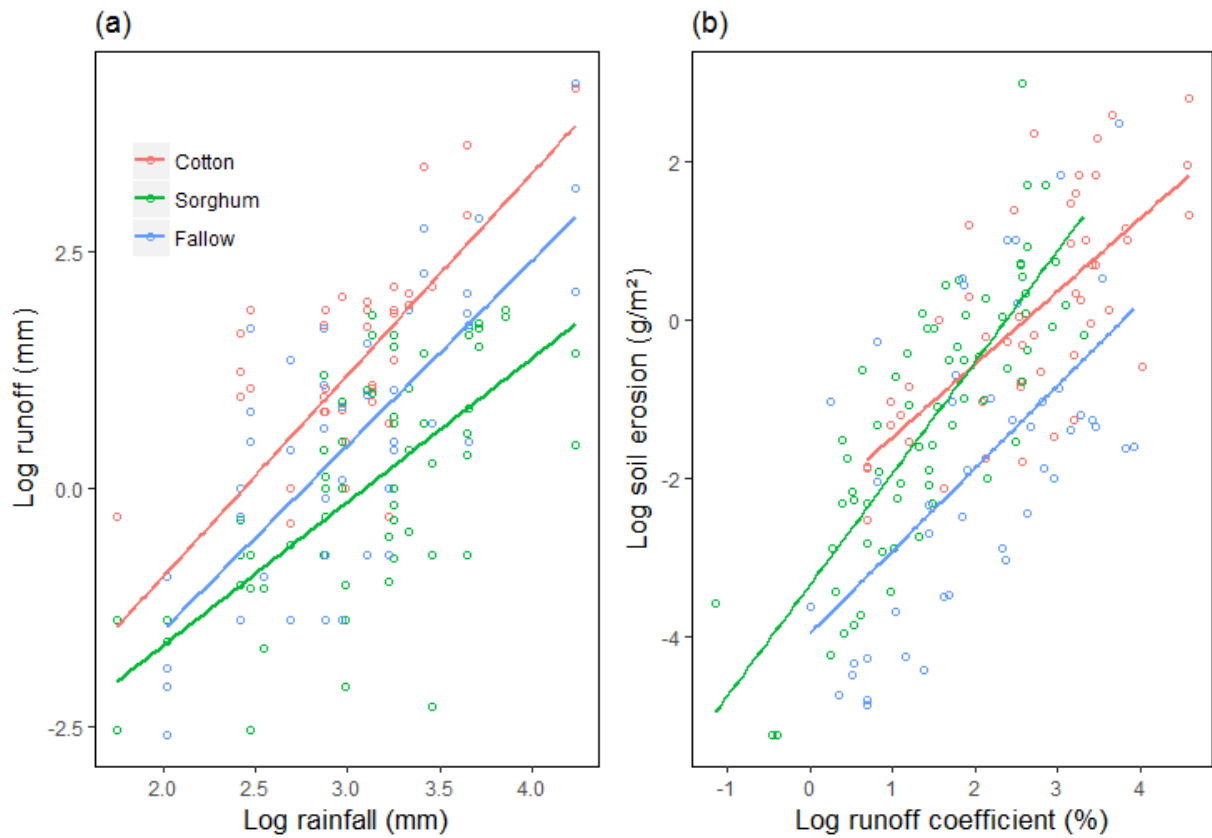 (a)
Log runoff (mm)
2.5
0.0
-2.5
Cotton
Sorghum
Fallow
2.0 2.5 3.0 3.5 4.0
Log rainfall (mm)
(b)
Log soil erosion (g/m²)
2
0
-2
-4
-1 0 1 2 3 4
Log runoff coefficient (%)